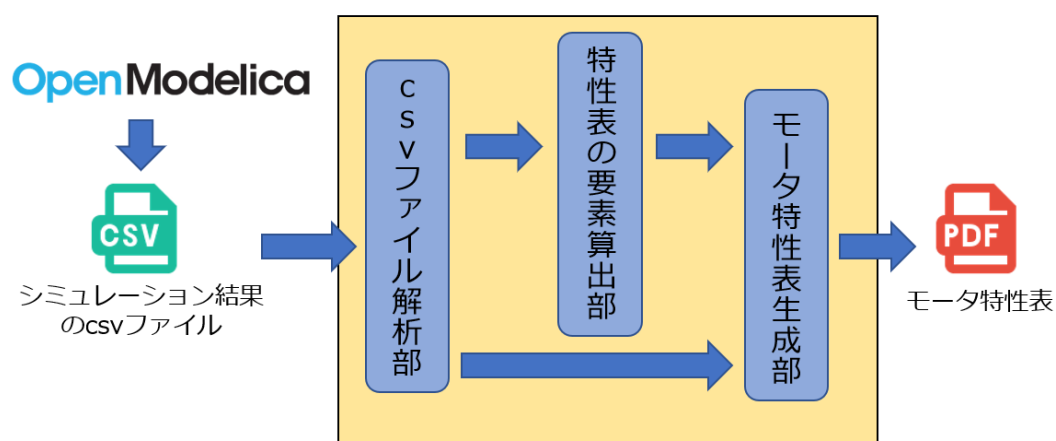 OpenModelica
CSV
シミュレーション結果
のcsvファイル
csvファイル解析部
特性表の要素算出部
モータ特性表生成部
PDF
モータ特性表